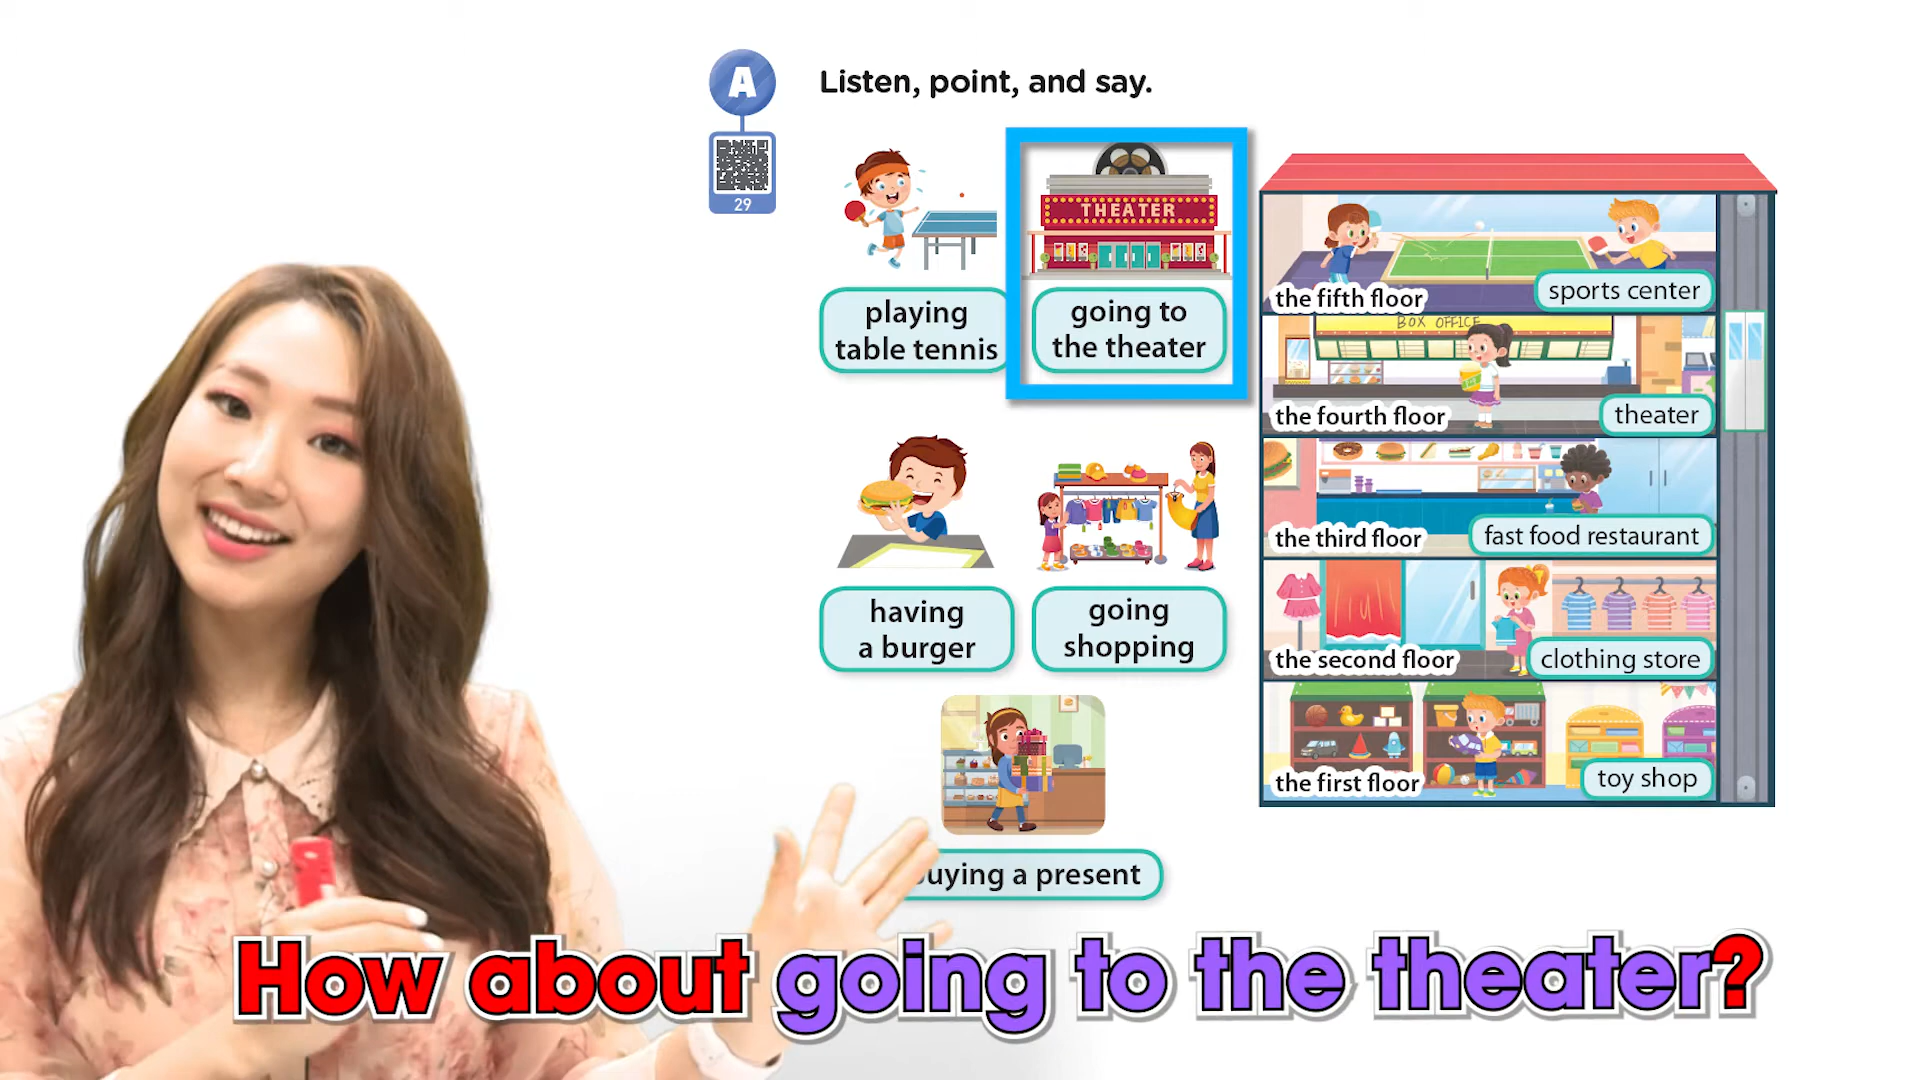 A
Listen, point, and say.
29
THEATER
playing
table tennis
going to
the theater
having
a burger
going
shopping
uying a present
the fifth floor
sports center
BOX OFFICE
the fourth floor
theater
the third floor
fast food restaurant
the second floor
clothing store
the first floor
toy shop
How about going to the theater?